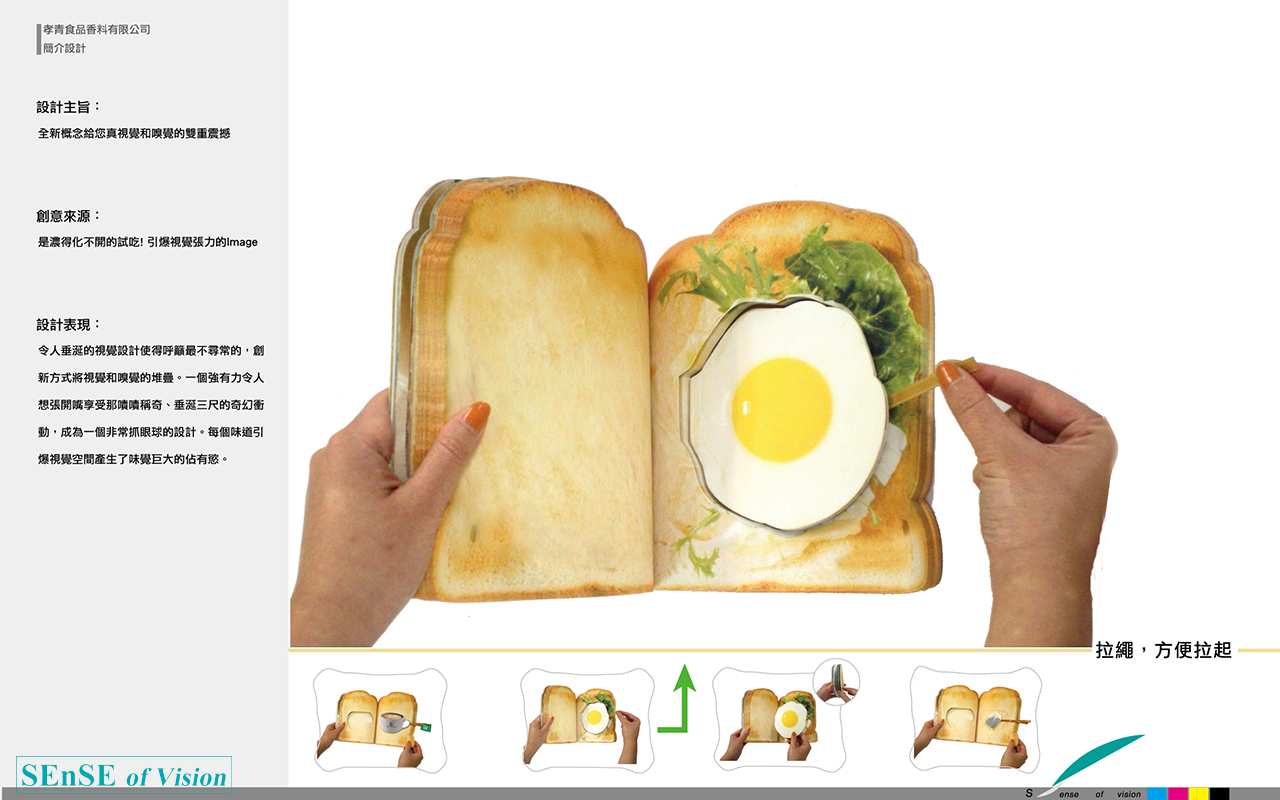 孝青食品香料有限公司
簡介設計
設計主旨：
全新概念給您真視覺和嗅覺的雙重震撼
創意來源：
是濃得化不開的試吃! 引爆視覺張力的Image
設計表現：
令人垂涎的視覺設計使得呼籲最不尋常的，創
新方式將視覺和嗅覺的堆疊。一個強有力令人
想張開嘴享受那嘖嘖稱奇、垂涎三尺的奇幻衝
動，成為一個非常抓眼球的設計。每個味道引
爆視覺空間產生了味覺巨大的佔有慾。
拉繩，方便拉起
SEnSE of Vision
Sense of vision